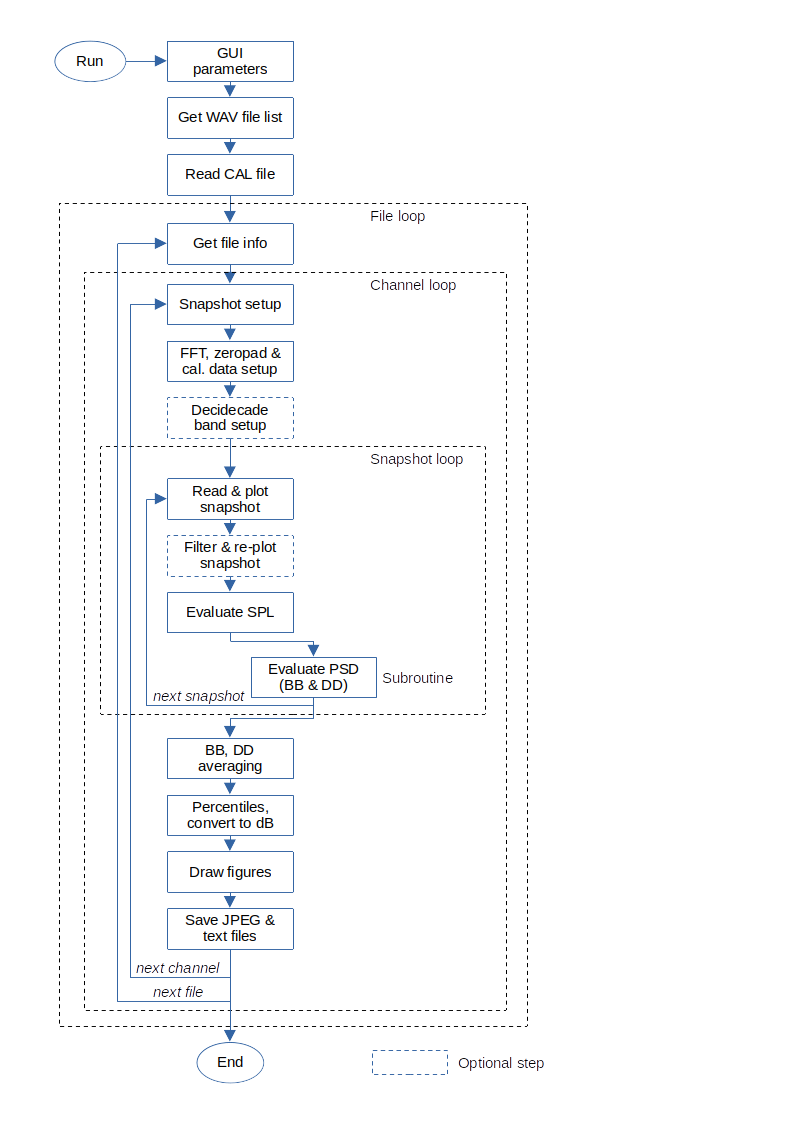 Run
GUI
parameters
Get WAV file list
Read CAL file
File loop
Get file info
Channel loop
Snapshot setup
FFT, zeropad &
cal. data setup
Decidecade
band setup
Snapshot loop
Read & plot
snapshot
Filter & re-plot
snapshot
Evaluate SPL
Evaluate PSD
(BB & DD)
Subroutine
next snapshot
BB, DD
averaging
Percentiles,
convert to dB
Draw figures
Save JPEG &
text files
next channel
next file
End
Optional step